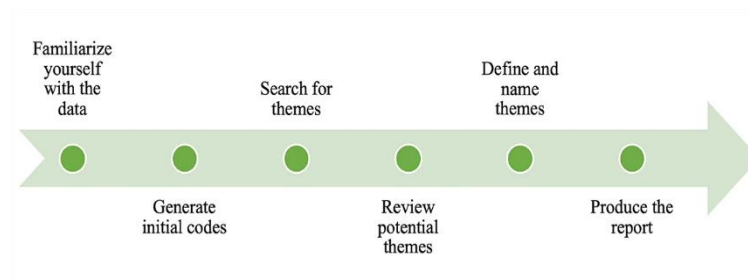 Familiarize
yourself
with the
data
Generate
initial codes
Search for
themes
Review
potential
themes
Define and
name
themes
Produce the
report